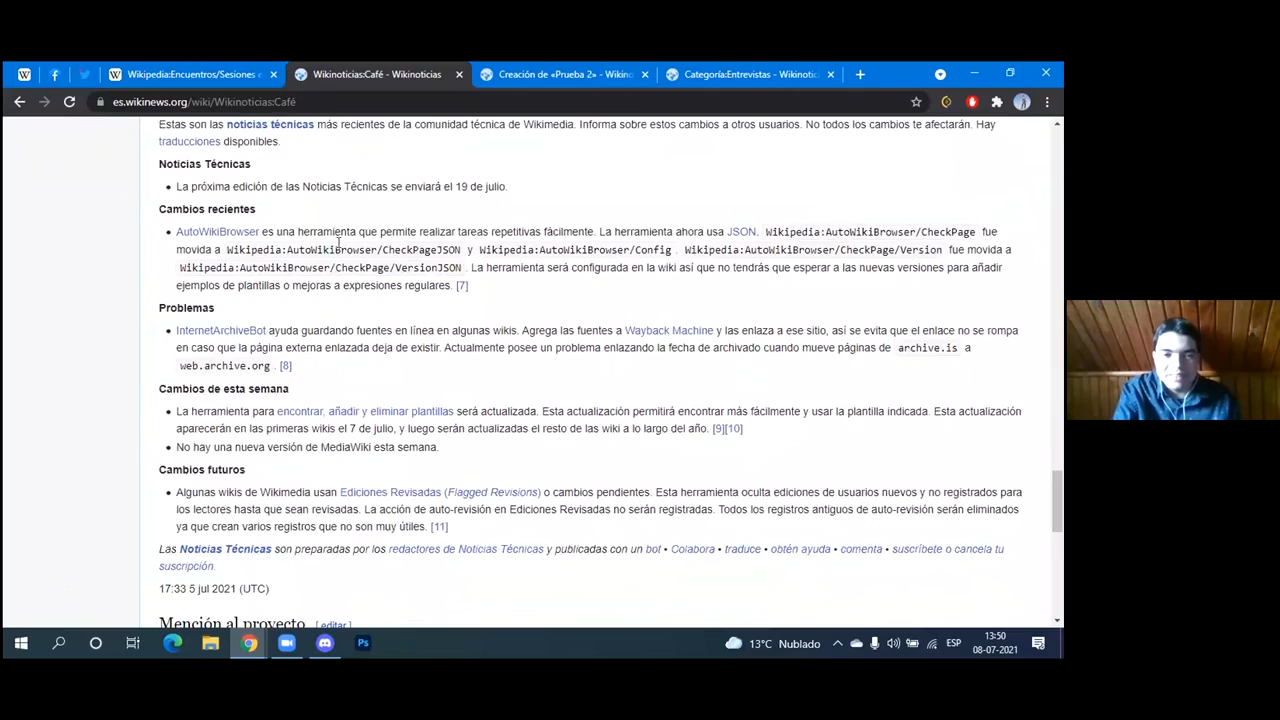 Wikipedia:Encuentros/Sesiones e
Wikinoticias:Café - Wikinoticias
Creación de «Prueba 2» - Wikino
Categoría:Entrevistas - Wikinotic
es.wikinews.org/wiki/Wikinoticias:Café
Estas son las noticias técnicas más recientes de la comunidad técnica de Wikimedia. Informa sobre estos cambios a otros usuarios. No todos los cambios te afectarán. Hay
traducciones disponibles.
Noticias Técnicas
La próxima edición de las Noticias Técnicas se enviará el 19 de julio.
Cambios recientes
AutoWikiBrowser es una herramienta que permite realizar tareas repetitivas fácilmente. La herramienta ahora usa JSON. Wikipedia:AutoWikiBrowser/CheckPage fue
movida a Wikipedia:AutoWikiBrowser/CheckPageJSON y Wikipedia:AutoWikiBrowser/Config. Wikipedia:AutoWikiBrowser/CheckPage/Version fue movida a
Wikipedia:AutoWikiBrowser/CheckPage/VersionJSON. La herramienta será configurada en la wiki así que no tendrás que esperar a las nuevas versiones para añadir
ejemplos de plantillas o mejoras a expresiones regulares. [7]
Problemas
InternetArchiveBot ayuda guardando fuentes en línea en algunas wikis. Agrega las fuentes a Wayback Machine y las enlaza a ese sitio, así se evita que el enlace no se rompa
en caso que la página externa enlazada deja de existir. Actualmente posee un problema enlazando la fecha de archivado cuando mueve páginas de archive.is a
web.archive.org. [8]
Cambios de esta semana
La herramienta para encontrar, añadir y eliminar plantillas será actualizada. Esta actualización permitirá encontrar más fácilmente y usar la plantilla indicada. Esta actualización
aparecerán en las primeras wikis el 7 de julio, y luego serán actualizadas el resto de las wiki a lo largo del año. [9][10]
No hay una nueva versión de MediaWiki esta semana.
Cambios futuros
Algunas wikis de Wikimedia usan Ediciones Revisadas (Flagged Revisions) o cambios pendientes. Esta herramienta oculta ediciones de usuarios nuevos y no registrados para
los lectores hasta que sean revisadas. La acción de auto-revisión en Ediciones Revisadas no serán registradas. Todos los registros antiguos de auto-revisión serán eliminados
ya que crean varios registros que no son muy útiles. [11]
Las Noticias Técnicas son preparadas por los redactores de Noticias Técnicas y publicadas con un bot • Colabora • traduce • obtén ayuda • comenta • suscríbete o cancela tu
suscripción.
17:33 5 jul 2021 (UTC)
Mención al proyecto [editar]
13°C Nublado
ESP
13:50
08-07-2021